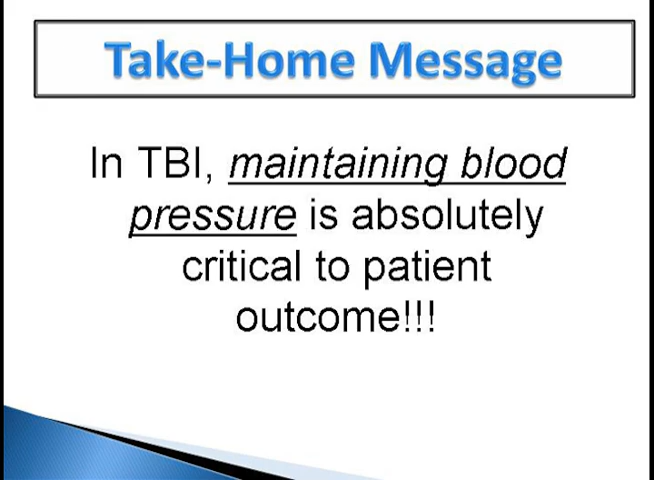 Take-Home Message
In TBI, maintaining blood
pressure is absolutely
critical to patient
outcome!!!